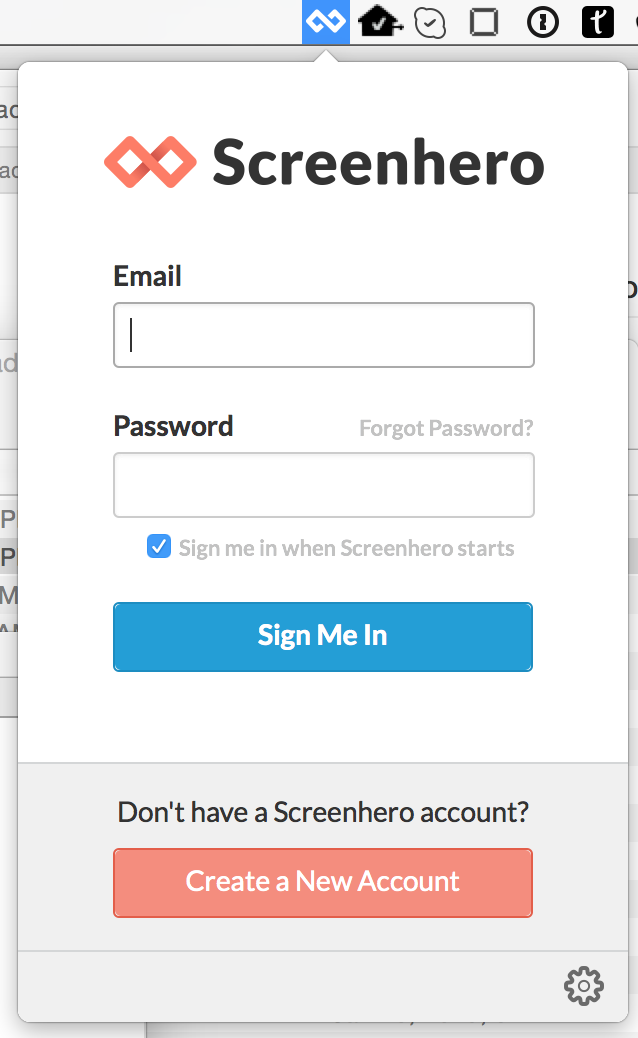 Screenhero
Email
Password
Forgot Password?
Sign me in when Screenhero starts
Sign Me In
Don't have a Screenhero account?
Create a New Account